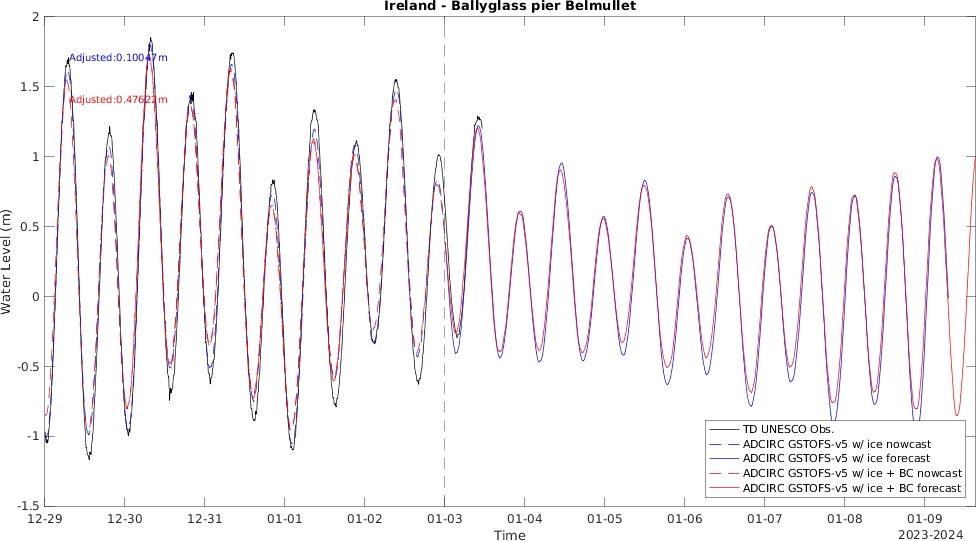 Ireland - Ballyglass pier Belmullet
2
1.5
1
0.5
0
-0.5
-1
-1.5
Water Level (m)
Adjusted:0.10047m
Adjusted:0.47622m
TD UNESCO Obs.
ADCIRC GSTOFS-v5 w/ ice nowcast
ADCIRC GSTOFS-v5 w/ ice forecast
ADCIRC GSTOFS-v5 w/ ice + BC nowcast
ADCIRC GSTOFS-v5 w/ ice + BC forecast
12-29 12-30 12-31 01-01 01-02 01-03 01-04 01-05 01-06 01-07 01-08 01-09
Time
2023-2024